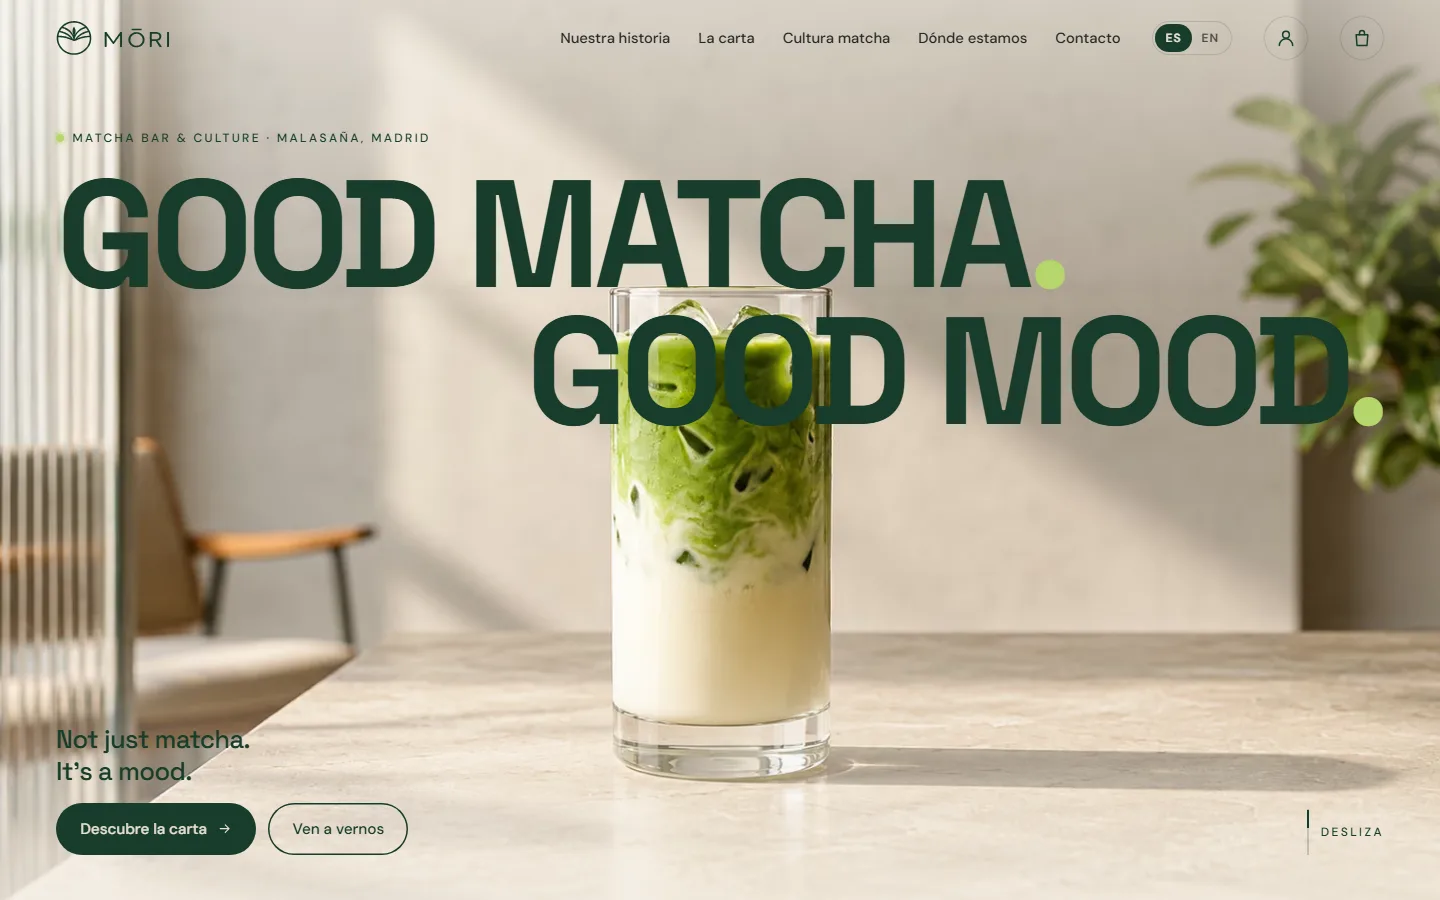 MŌRI
Nuestra historia
La carta
Cultura matcha
Dónde estamos
Contacto
ES
EN
MATCHA BAR & CULTURE · MALASAÑA, MADRID
GOOD MATCHA.
GOOD MOOD.
Not just matcha.
It's a mood.
Descubre la carta →
Ven a vernos
DESLIZA